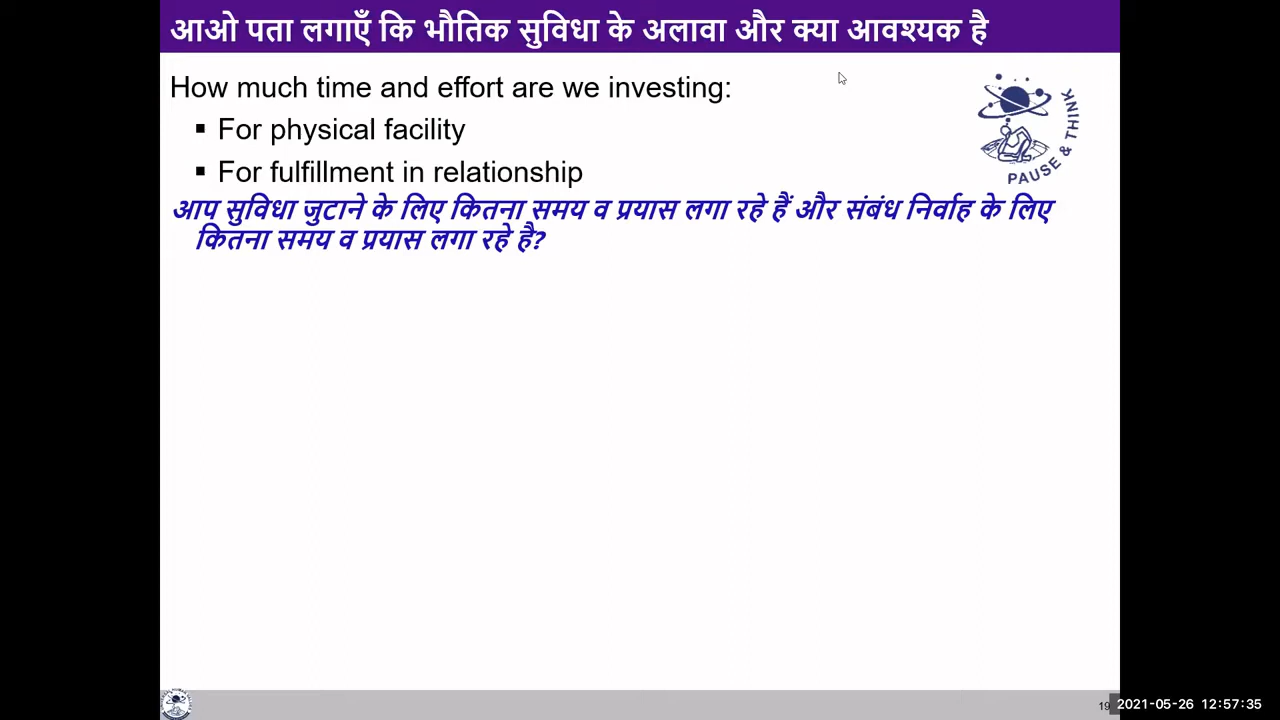 आओ पता लगाएँ कि भौतिक सुविधा के अलावा और क्या आवश्यक है
How much time and effort are we investing:
▪ For physical facility
▪ For fulfillment in relationship
आप सुविधा जुटाने के लिए कितना समय व प्रयास लगा रहे हैं और संबंध निर्वाह के लिए
कितना समय व प्रयास लगा रहे है?
PAUSE & THINK
19
2021-05-26 12:57:35